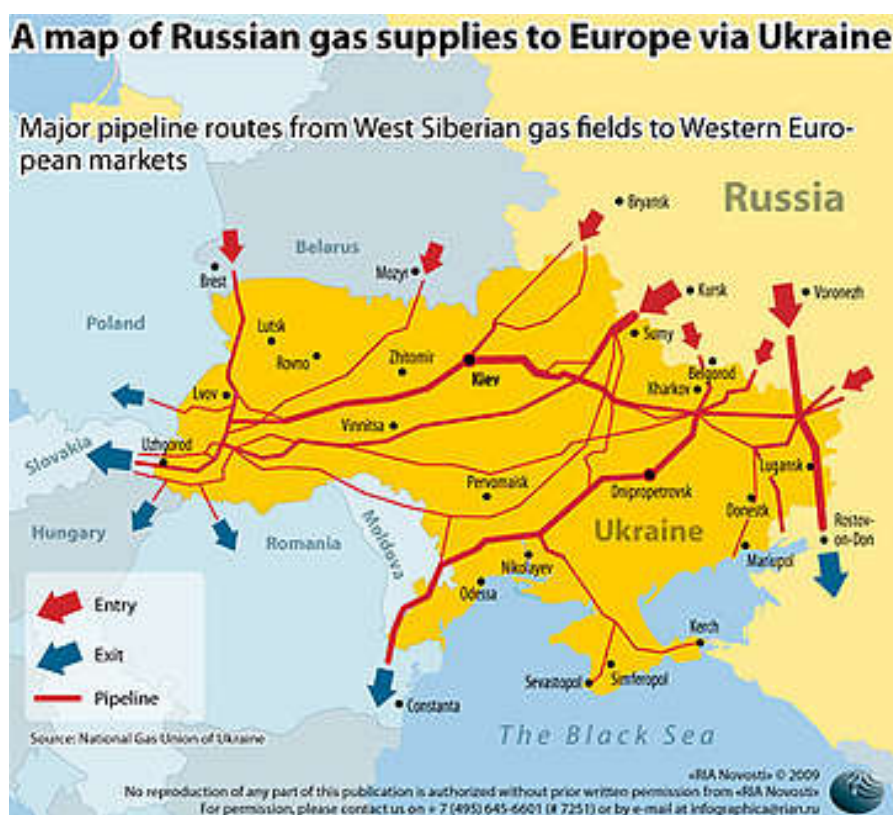 A map of Russian gas supplies to Europe via Ukraine
Major pipeline routes from West Siberian gas fields to Western Euro-
pean markets
Russia
Bryansk
Belarus
Brest
Mozyr
Kursk
Voronezh
Poland
Lutsk
Rovno
Zhitomir
Kiev
Sumy
Belgorod
Kharkov
Lvov
Vinnitsa
Slovakia
Uzhgorod
Pervomaisk
Dnipropetrovsk
Lugansk
Hungary
Romania
Moldova
Ukraine
Donestk
Rostov-
on-Don
Nikolayev
Odessa
Mariupol
Kerch
Sevastopol
Simferopol
Constanta
The Black Sea
Entry
Exit
Pipeline
Source: National Gas Union of Ukraine
«RIA Novosti» © 2009
No reproduction of any part of this publication is authorized without prior written permission from «RIA Novosti»
For permission, please contact us on + 7 (495) 645-6601 (# 7251) or by e-mail at infographica@rian.ru